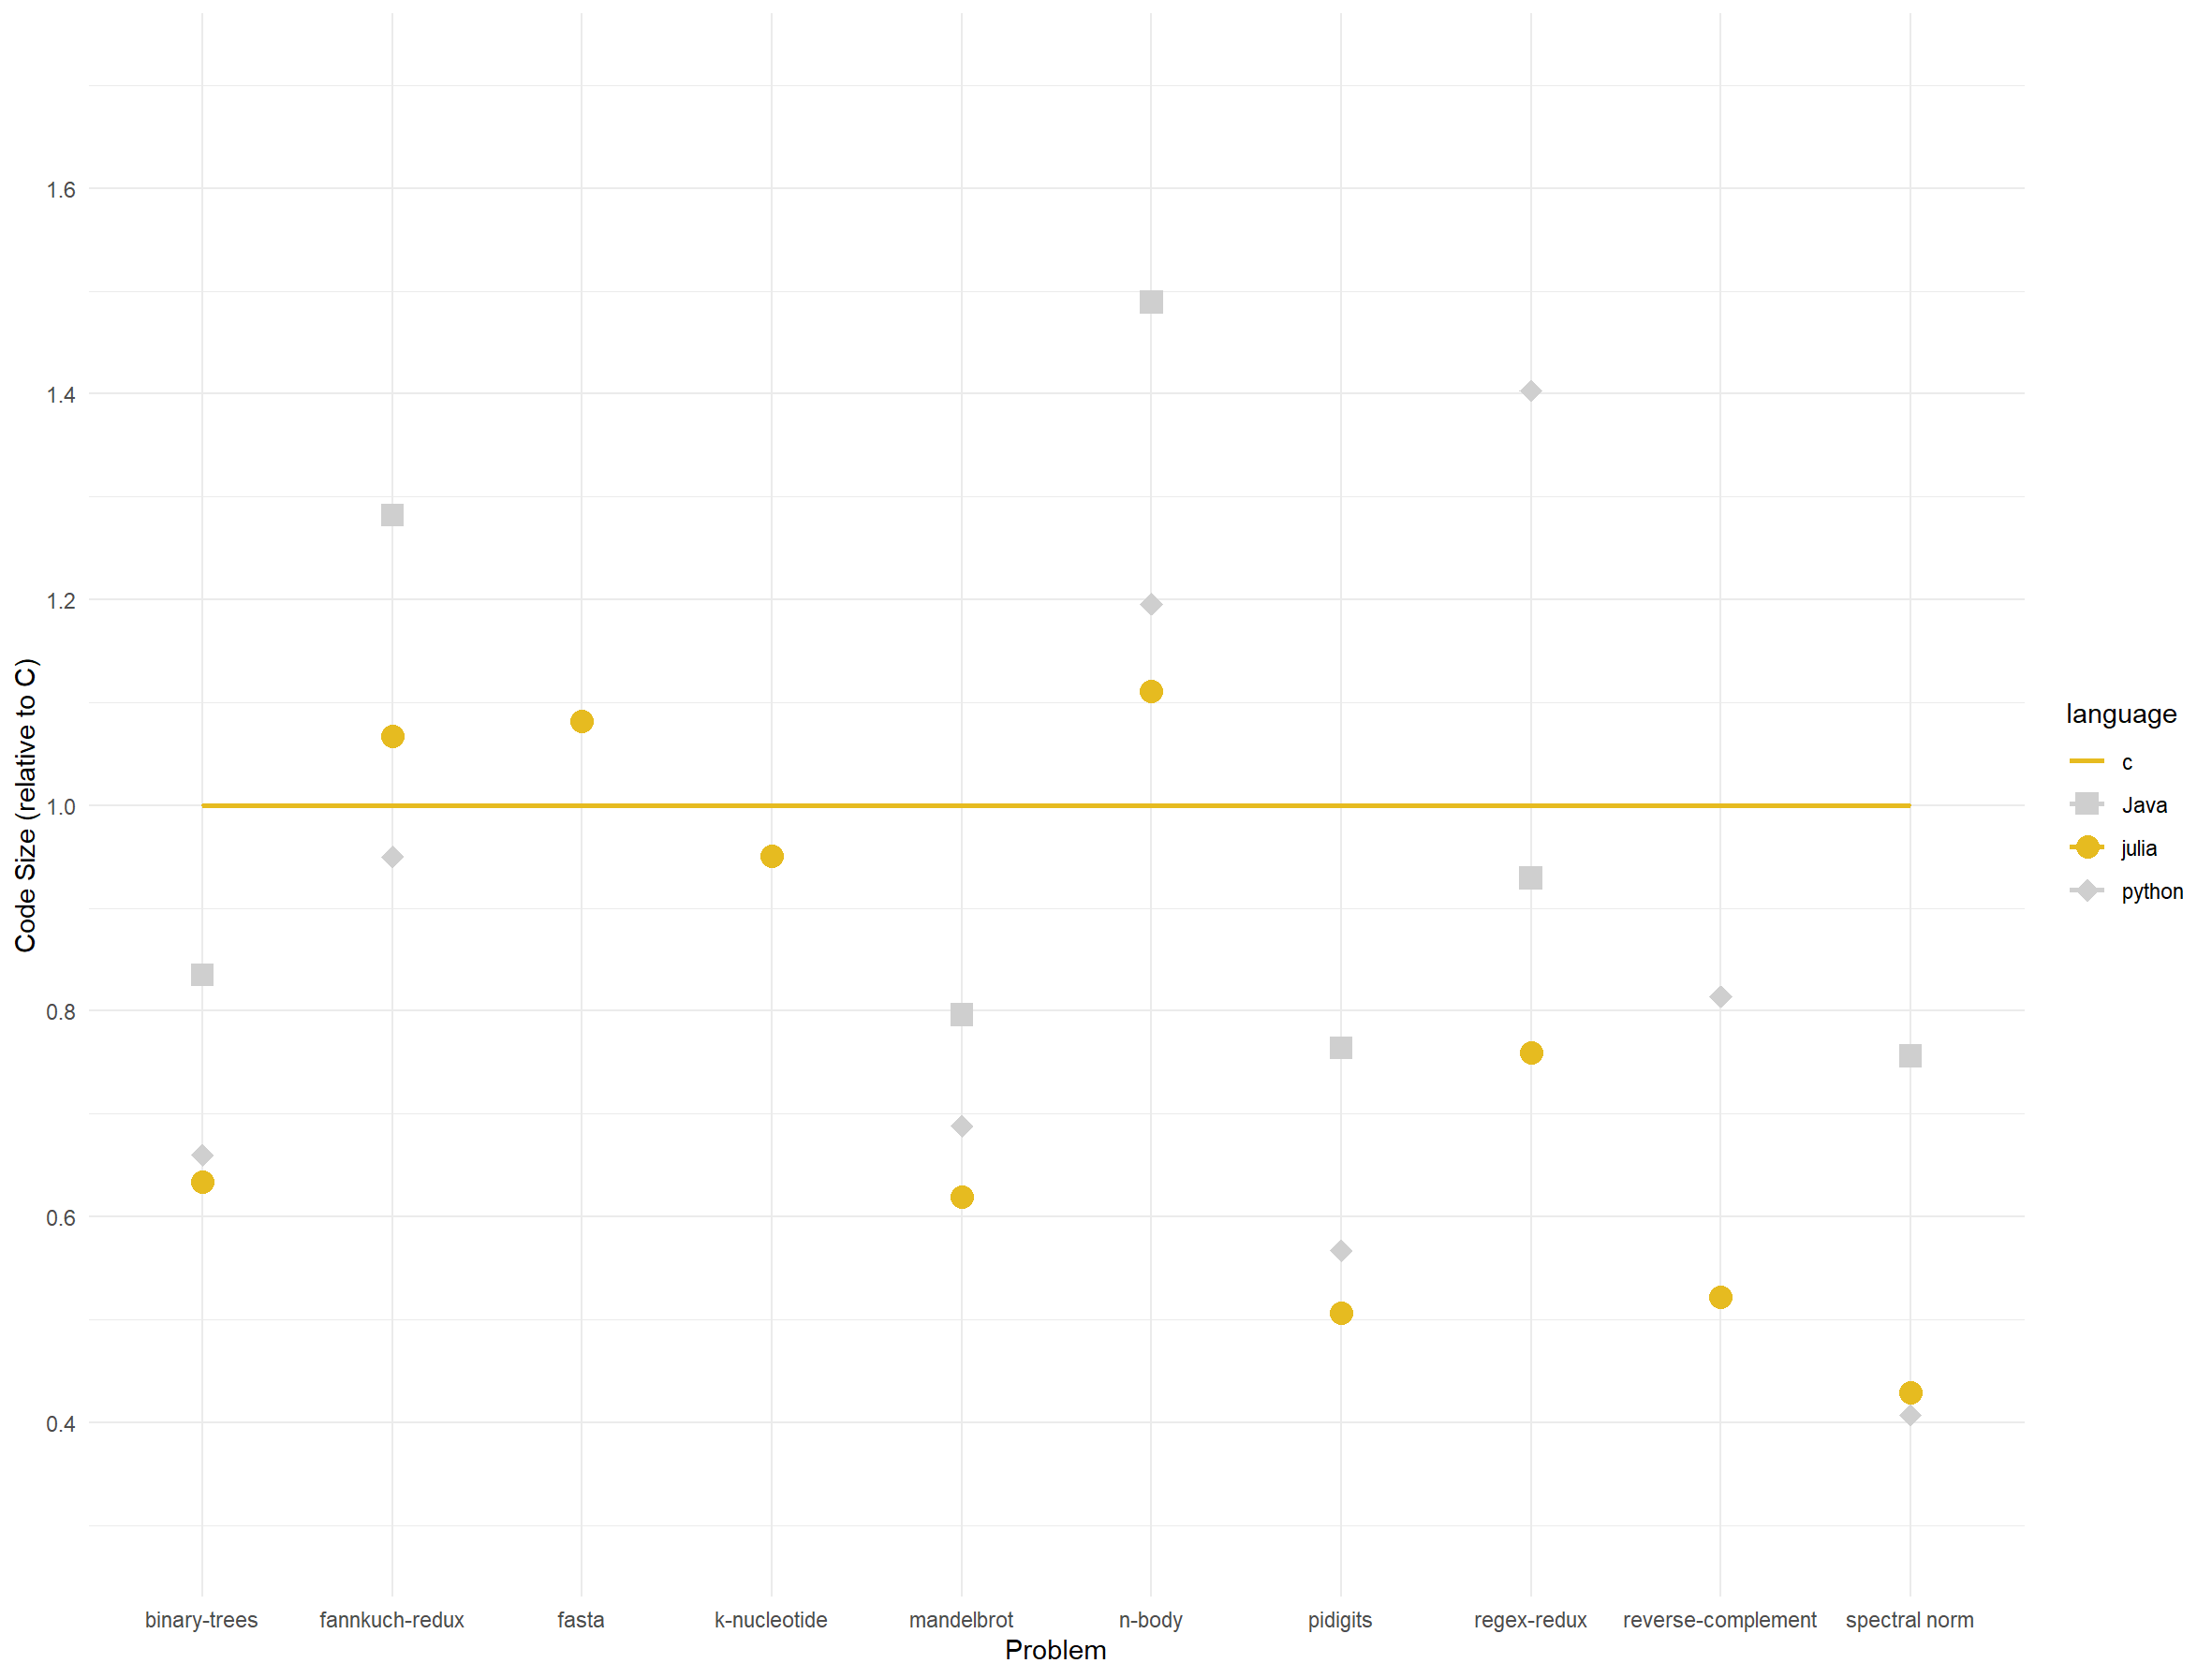 Code Size (relative to C)
1.6
1.4
1.2
1.0
0.8
0.6
0.4
binary-trees fannkuch-redux fasta k-nucleotide mandelbrot n-body pidigits regex-redux reverse-complement spectral norm
Problem
language
c
Java
julia
python